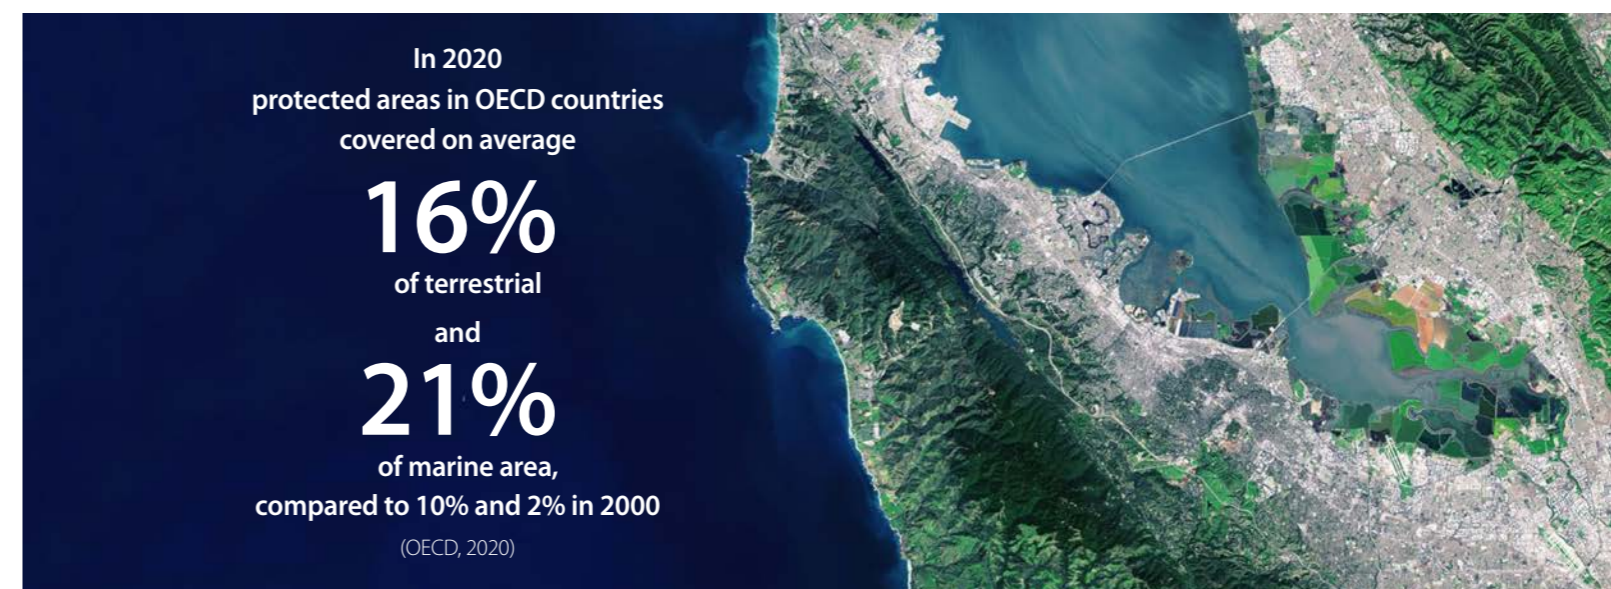 In 2020
protected areas in OECD countries
covered on average
16%
of terrestrial
and
21%
of marine area,
compared to 10% and 2% in 2000
(OECD, 2020)